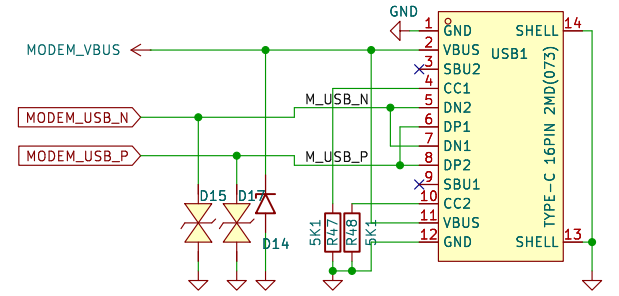 GND
MODEM_VBUS
MODEM_USB_N
MODEM_USB_P
M_USB_N
M_USB_P
D15
D17
D14
5K1
R47
R48
5K1
1 GND
2 VBUS
3 SBU2
4 CC1
5 DN2
6 DP1
7 DN1
8 DP2
9 SBU1
10 CC2
11 VBUS
12 GND
SHELL 14
USB1
TYPE-C 16PIN 2MD(073)
SHELL 13